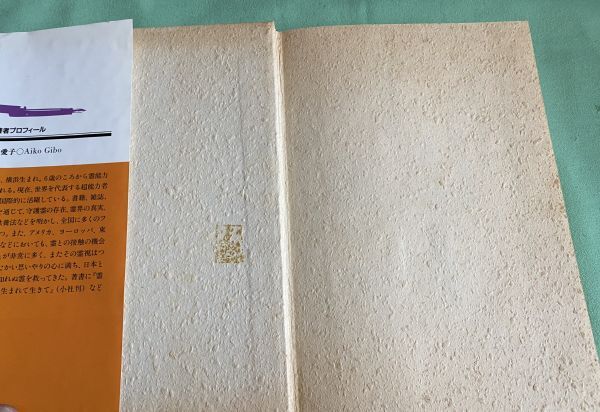 者プロフィール
愛子○Aiko Gibo
、横浜生まれ。6歳のころから霊能力
れる。現在、世界を代表する超能力者
国際的に活躍している。書籍、雑誌、
通じて、守護霊の存在、霊界の真実、
養法などを明かし、全国に多くのフ
つ。また、アメリカ、ヨーロッパ、東
などにおいても、霊との接触の機会
が非常に多く、またその霊視はつ
かい思いやりの心に満ち、日本と
知れぬ霊を救ってきた。著書に『霊
生まれて生きて』(小社刊)など